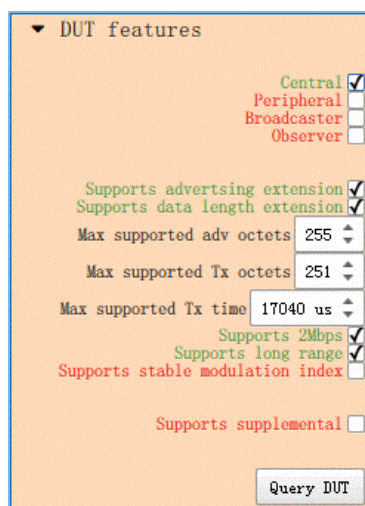 DUT features
Central
Peripheral
Broadcaster
Observer
Supports advertsing extension
Supports data length extension
Max supported adv octets 255
Max supported Tx octets 251
Max supported Tx time 17040 us
Supports 2Mbps
Supports long range
Supports stable modulation index
Supports supplemental
Query DUT